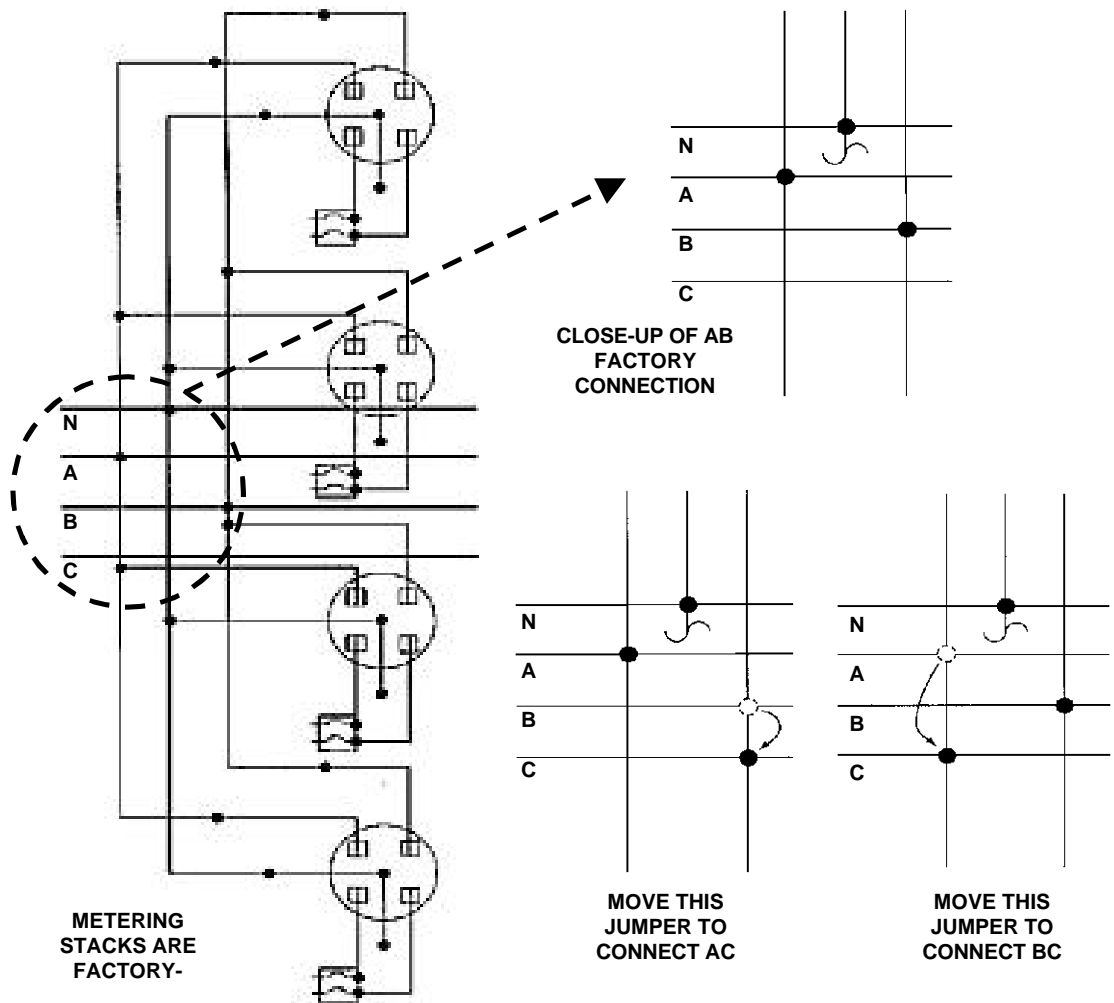 N
A
B
C
CLOSE-UP OF AB
FACTORY
CONNECTION
N
A
B
C
METERING
STACKS ARE
FACTORY-
N
A
B
C
MOVE THIS
JUMPER TO
CONNECT AC
N
A
B
C
MOVE THIS
JUMPER TO
CONNECT BC